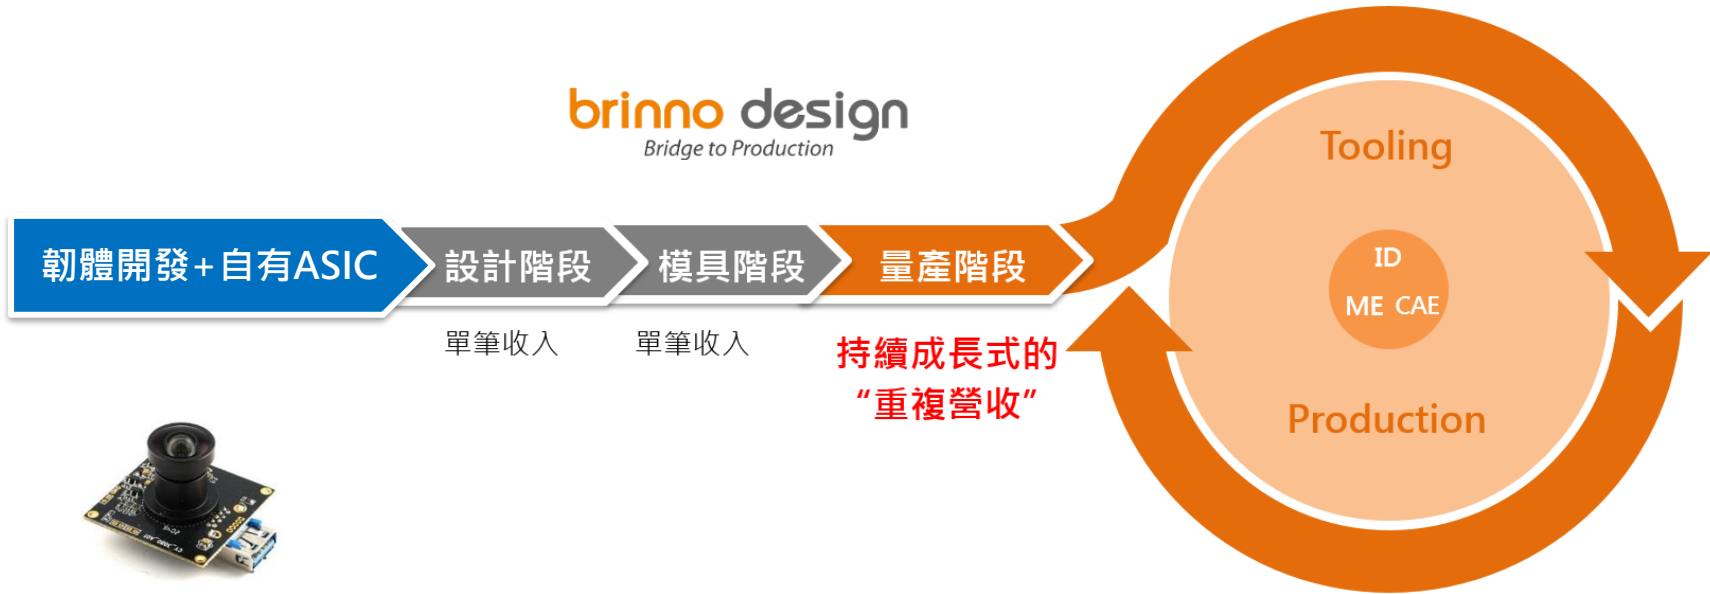 brinno design
Bridge to Production
韌體開發+自有ASIC
設計階段
模具階段
量產階段
單筆收入
單筆收入
持續成長式的
“重複營收”
Tooling
ID
ME CAE
Production